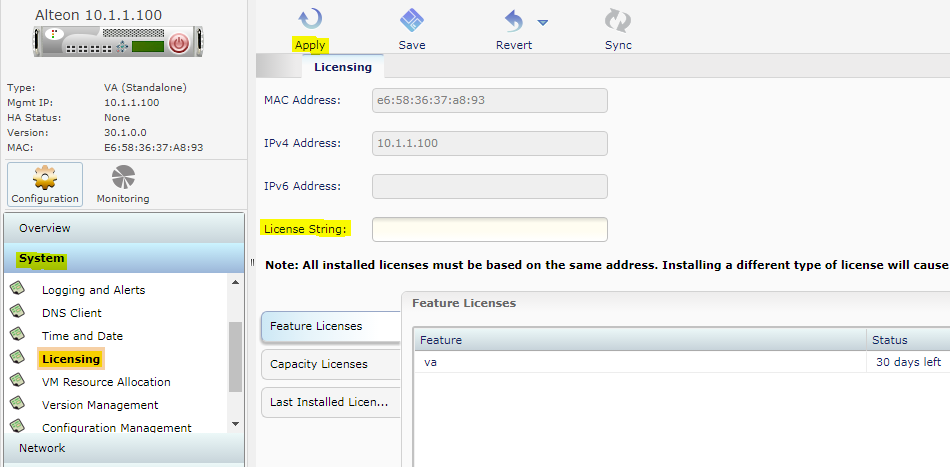 Alteon 10.1.1.100
Type: VA (Standalone)
Mgmt IP: 10.1.1.100
HA Status: None
Version: 30.1.0.0
MAC: E6:58:36:37:A8:93
Configuration Monitoring
Overview
System
Logging and Alerts
DNS Client
Time and Date
Licensing
VM Resource Allocation
Version Management
Configuration Management
Network
Apply Save Revert Sync
Licensing
MAC Address: e6:58:36:37:a8:93
IPv4 Address: 10.1.1.100
IPv6 Address:
License String:
Note: All installed licenses must be based on the same address. Installing a different type of license will cause
Feature Licenses
Capacity Licenses
Last Installed Licen...
Feature Licenses
Feature Status
va 30 days left